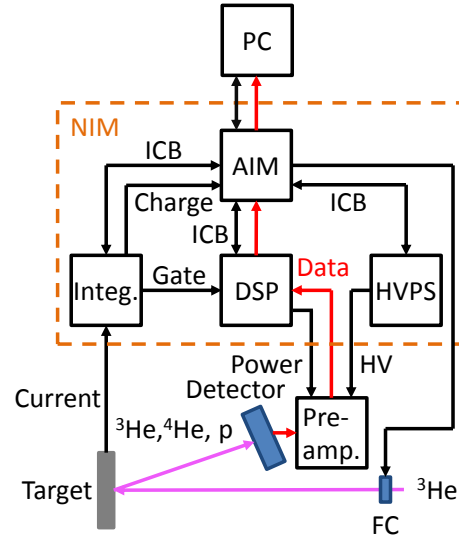 PC
NIM
ICB
AIM
Charge
ICB
ICB
Gate
Data
Integ.
DSP
HVPS
Power
HV
Detector
Current
³He,⁴He, p
Pre-
amp.
Target
³He
FC